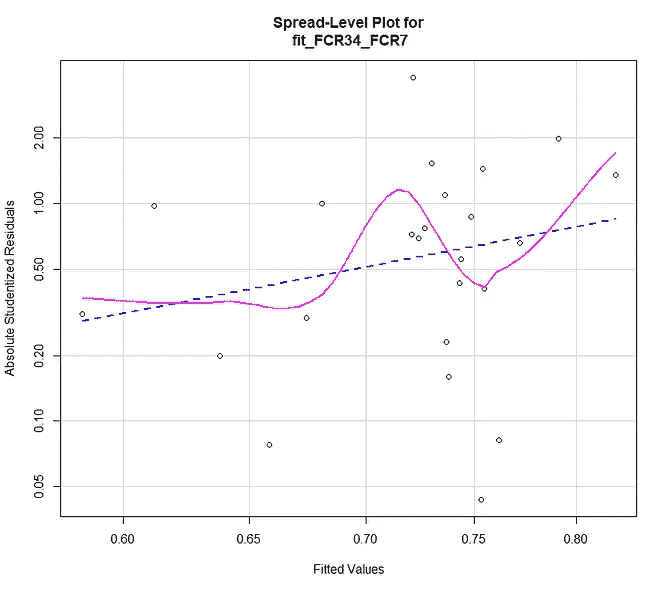 Spread-Level Plot for
fit_FCR34_FCR7
Absolute Studentized Residuals
2.00
1.00
0.50
0.20
0.10
0.05
0.60 0.65 0.70 0.75 0.80
Fitted Values